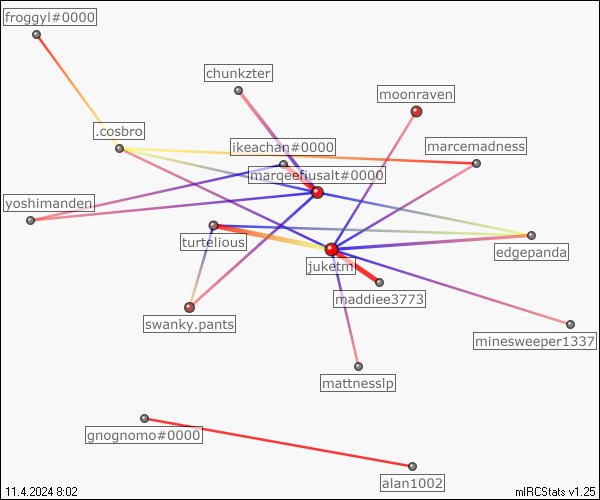 froggyl#0000
chunkzter
moonraven
.cosbro
ikeachan#0000
marcemadness
marqeefiusalt#0000
yoshimanden
turtelious
edgepanda
juketm
maddiee3773
swanky.pants
minesweeper1337
mattnesslp
gnognomo#0000
alan1002
11.4.2024 8:02
mIRCStats v1.25